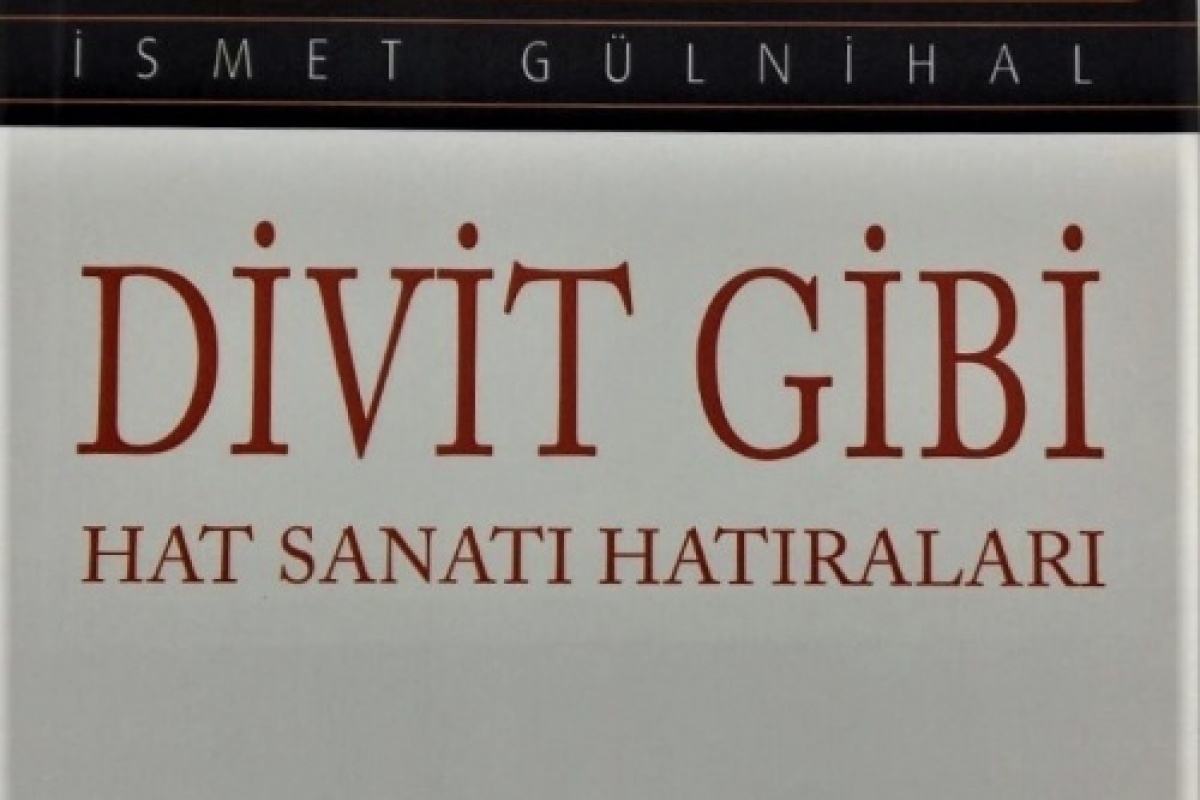 İSMET GÜLNİHAL
DİVİT GİBİ
HAT SANATI HATIRALARI